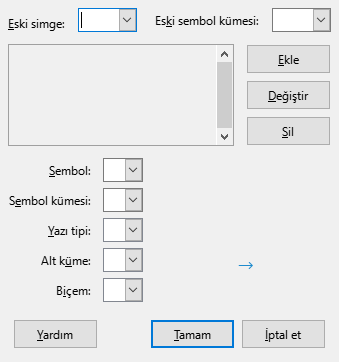 Eski simge: Eski sembol kümesi:
Ekle
Değiştir
Sil
Sembol:
Sembol kümesi:
Yazı tipi:
Alt küme:
→
Biçem:
Yardım Tamam İptal et